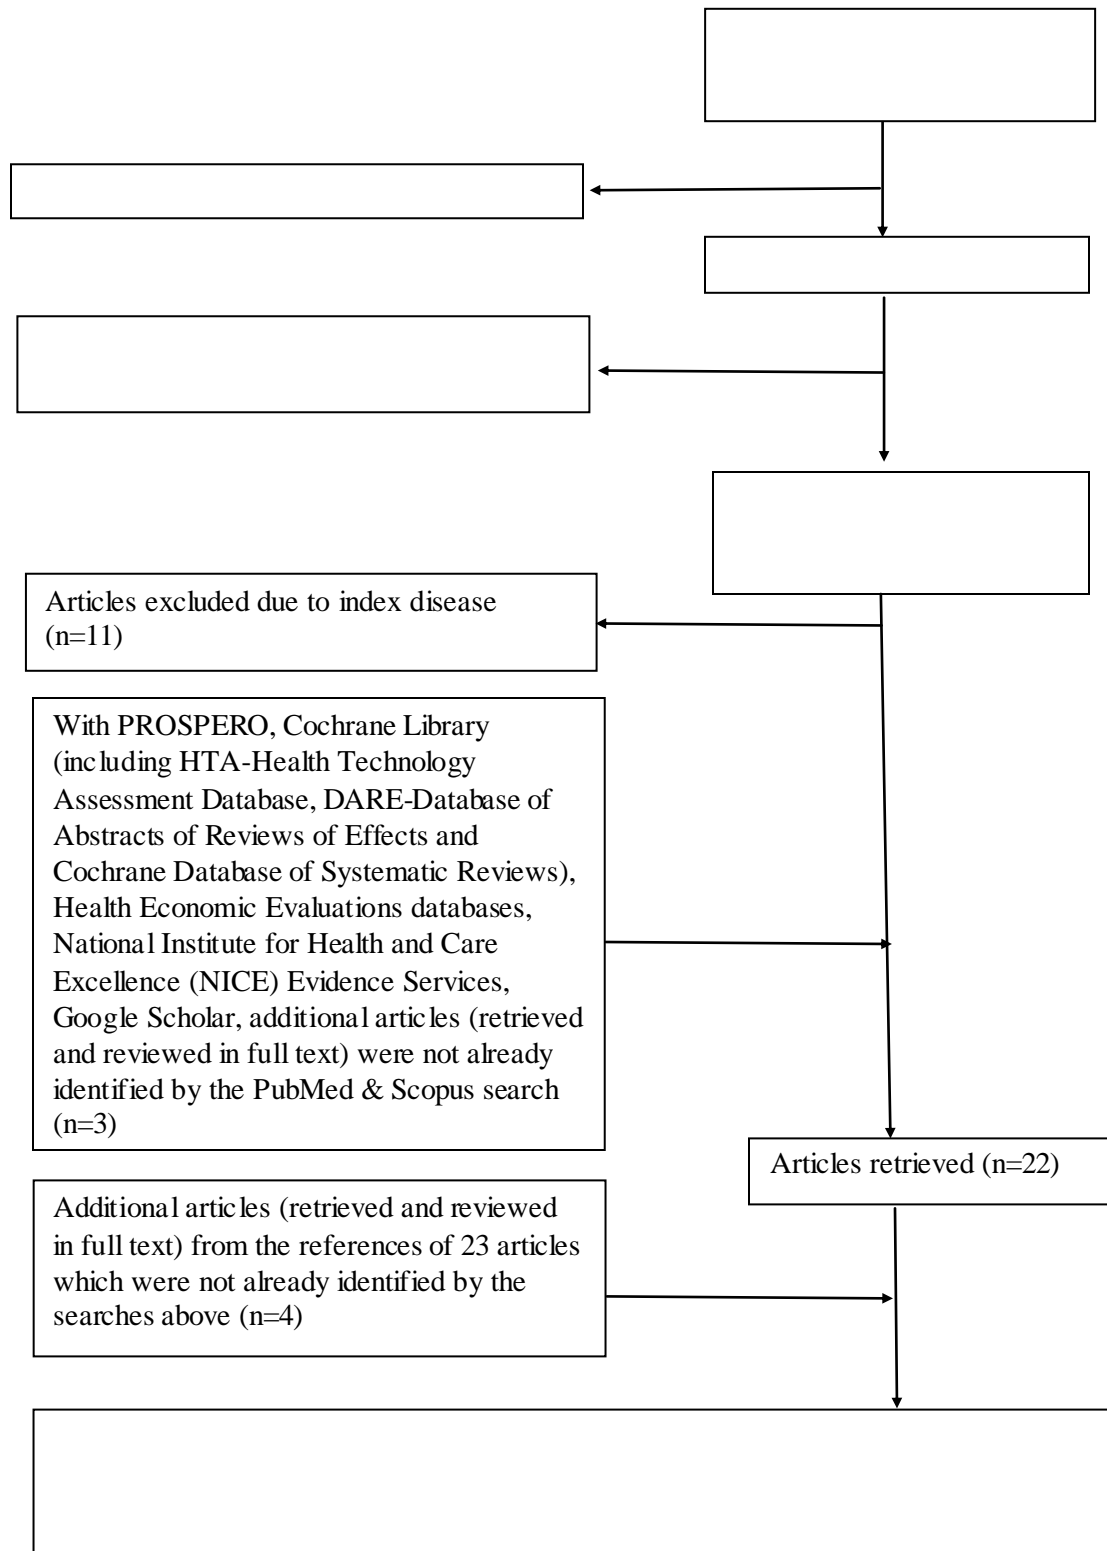 Articles excluded due to index disease
(n=11)
With PROSPERO, Cochrane Library
(including HTA-Health Technology
Assessment Database, DARE-Database of
Abstracts of Reviews of Effects and
Cochrane Database of Systematic Reviews),
Health Economic Evaluations databases,
National Institute for Health and Care
Excellence (NICE) Evidence Services,
Google Scholar, additional articles (retrieved
and reviewed in full text) were not already
identified by the PubMed & Scopus search
(n=3)
Articles retrieved (n=22)
Additional articles (retrieved and reviewed
in full text) from the references of 23 articles
which were not already identified by the
searches above (n=4)